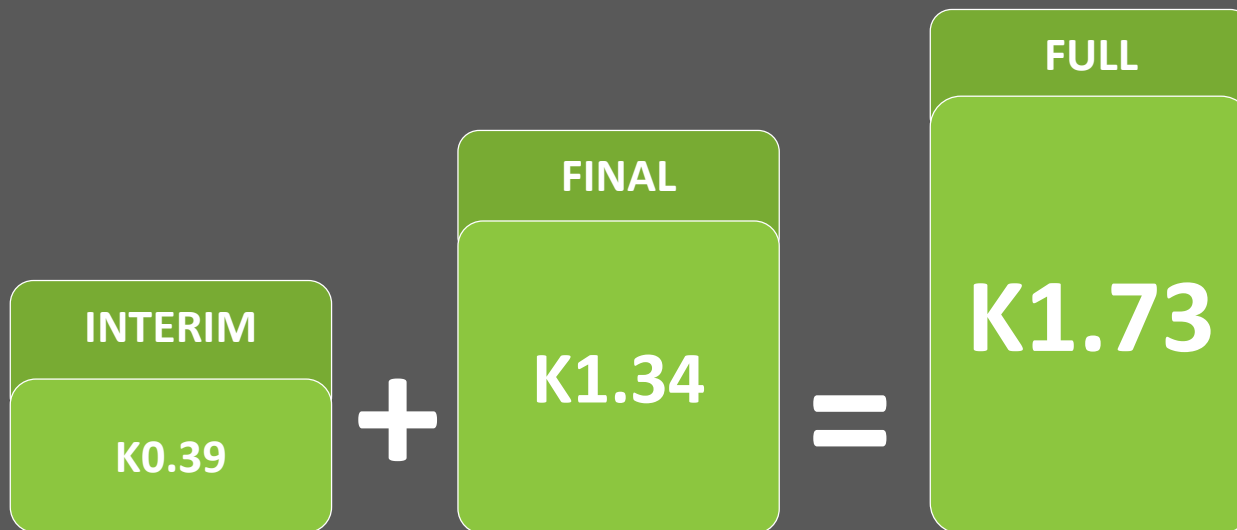 INTERIM
K0.39
+
FINAL
K1.34
=
FULL
K1.73